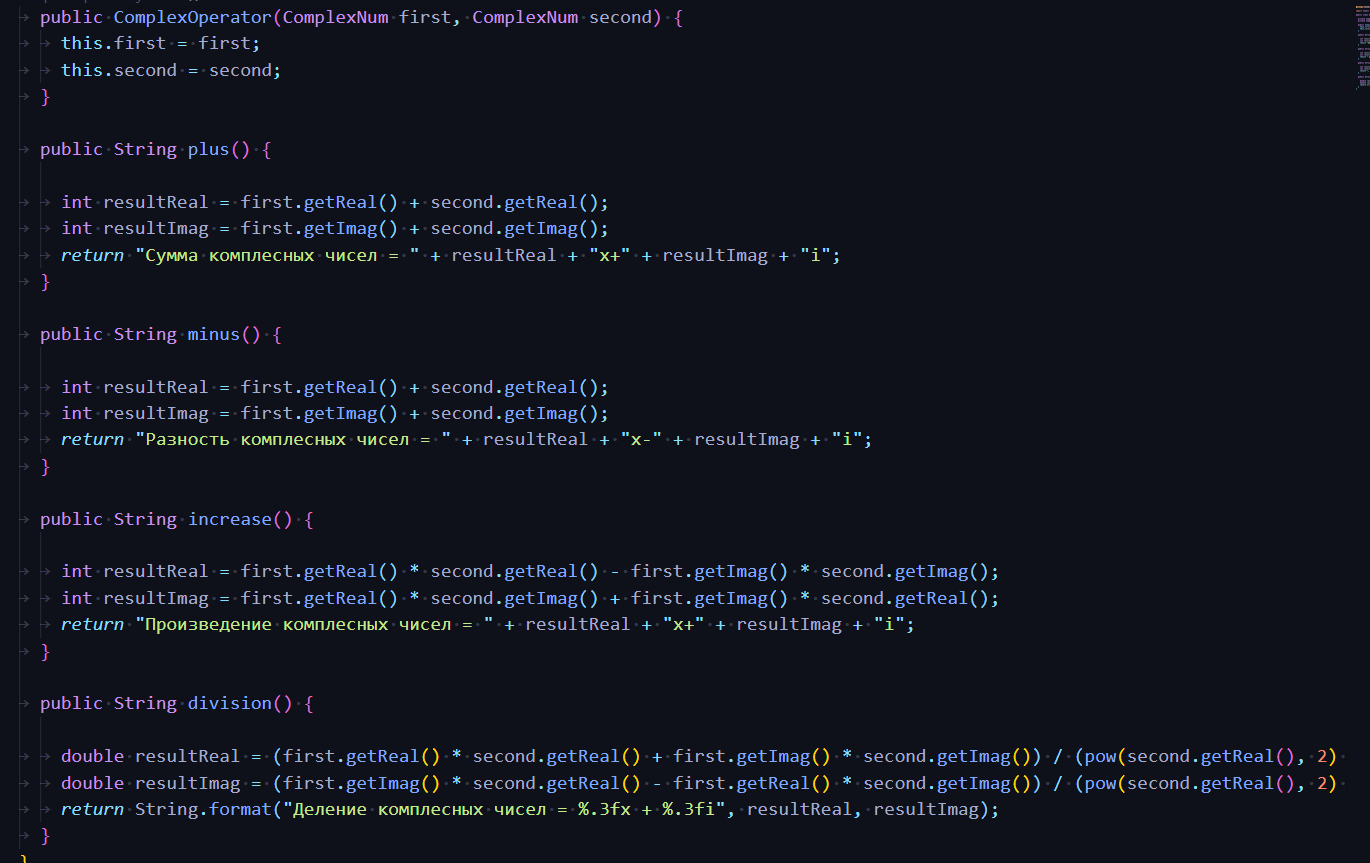 public ComplexOperator(ComplexNum first, ComplexNum second) {
this.first = first;
this.second = second;
}
public String plus() {
int resultReal = first.getReal() + second.getReal();
int resultImag = first.getImag() + second.getImag();
return "Сумма комплесных чисел = " + resultReal + "x+" + resultImag + "i";
}
public String minus() {
int resultReal = first.getReal() + second.getReal();
int resultImag = first.getImag() + second.getImag();
return "Разность комплесных чисел = " + resultReal + "x-" + resultImag + "i";
}
public String increase() {
int resultReal = first.getReal() * second.getReal() - first.getImag() * second.getImag();
int resultImag = first.getReal() * second.getImag() + first.getImag() * second.getReal();
return "Произведение комплесных чисел = " + resultReal + "x+" + resultImag + "i";
}
public String division() {
double resultReal = (first.getReal() * second.getReal() + first.getImag() * second.getImag()) / (pow(second.getReal(), 2)
double resultImag = (first.getImag() * second.getReal() - first.getReal() * second.getImag()) / (pow(second.getReal(), 2)
return String.format("Деление комплесных чисел = %.3fx + %.3fi", resultReal, resultImag);
}
}